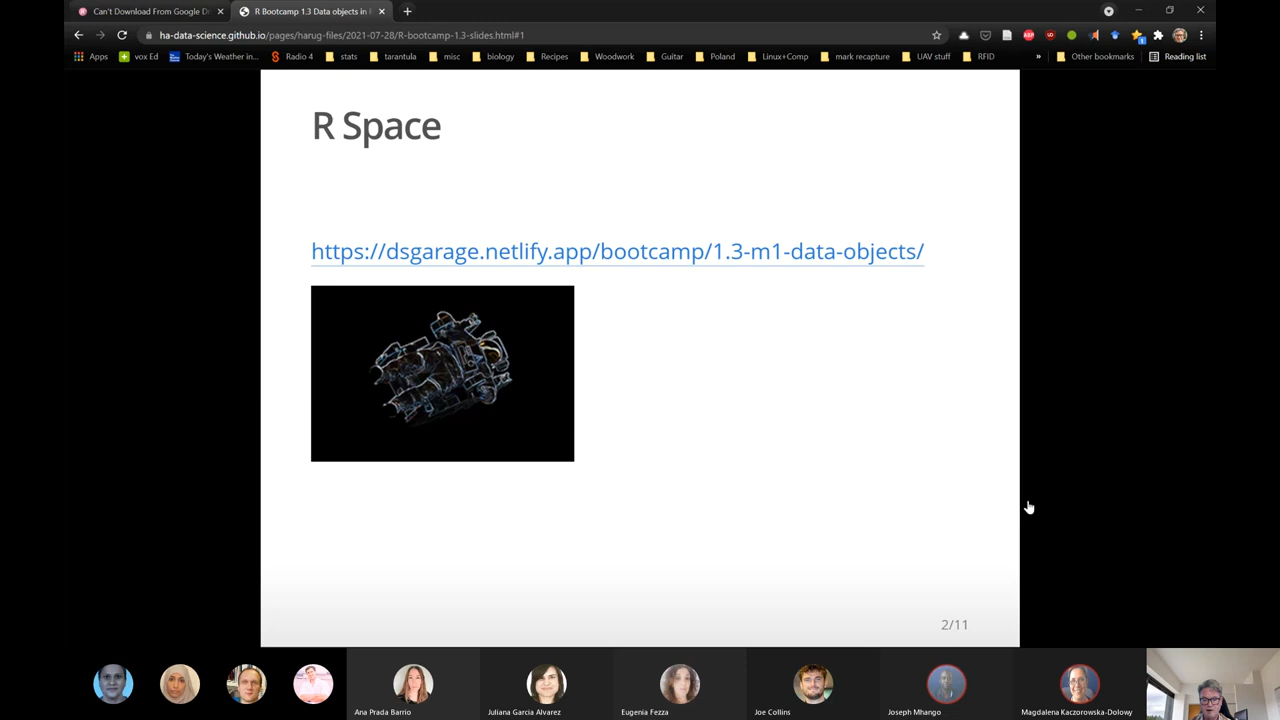 Can't Download From Google D
R Bootcamp 1.3 Data objects in R
ha-data-science.github.io/pages/harug-files/2021-07-28/R-bootcamp-1.3-slides.html#1
Apps vox Ed Today's Weather in... Radio 4 stats tarantula misc biology Recipes Woodwork Guitar Poland Linux+Comp mark recapture UAV stuff RFID » Other bookmarks Reading list
R Space
https://dsgarage.netlify.app/bootcamp/1.3-m1-data-objects/
2/11
Ana Prada Barrio Juliana Garcia Alvarez Eugenia Fezza Joe Collins Joseph Mhango Magdalena Kaczorowska-Dolowy